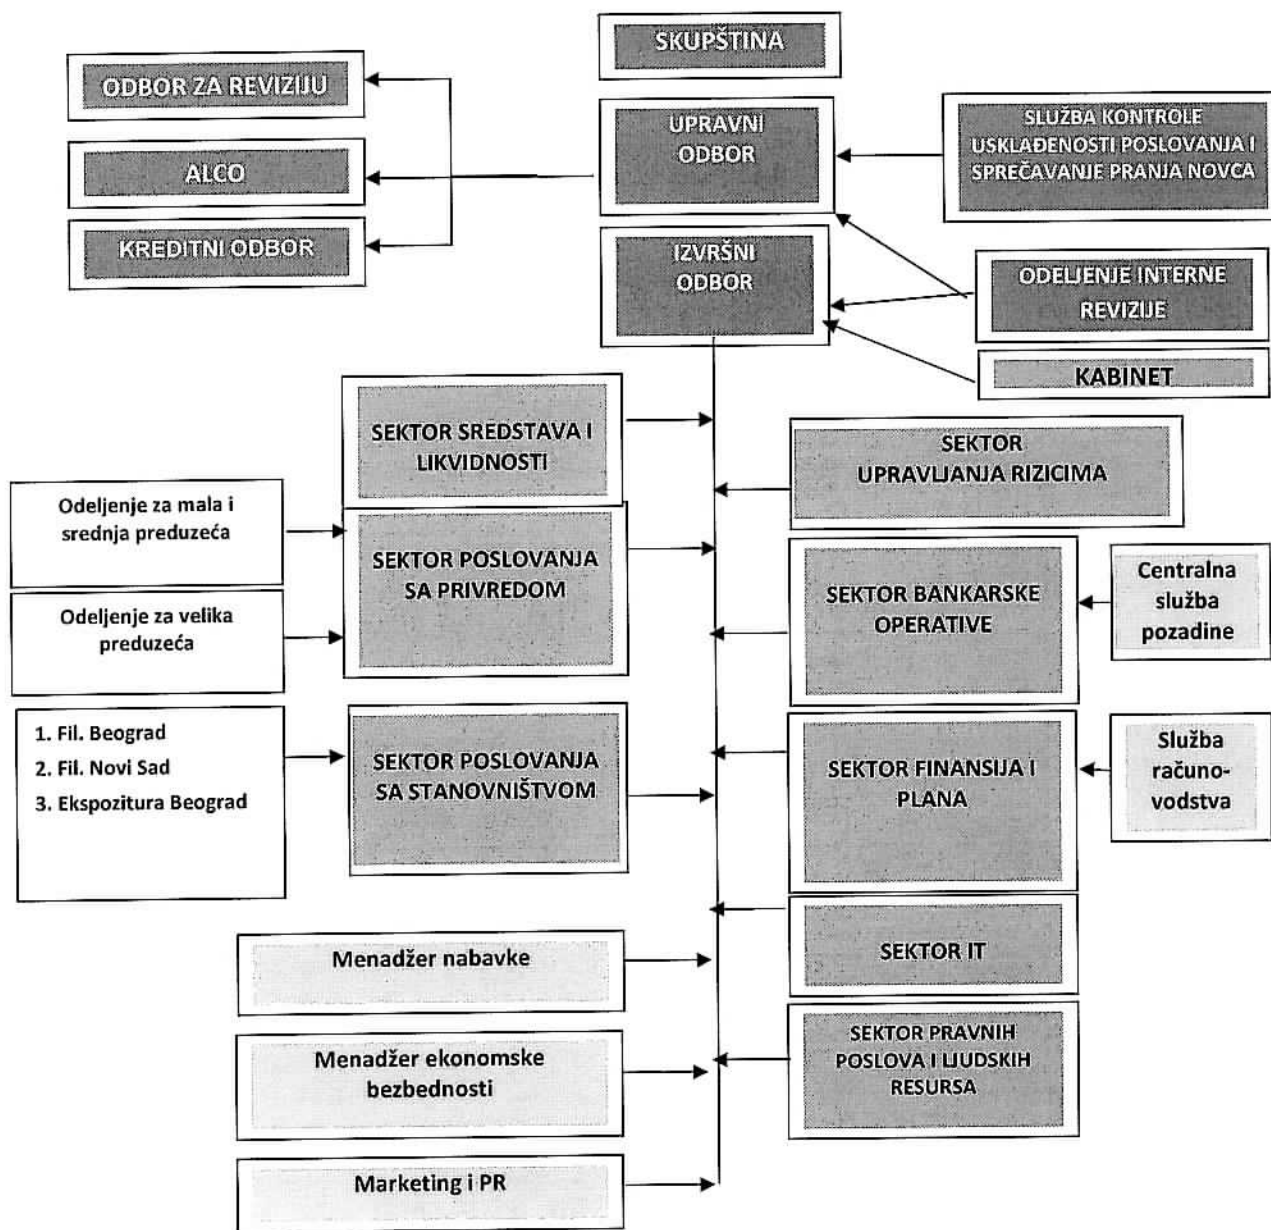 SKUPŠTINA
ODBOR ZA REVIZIJU
ALCO
KREDITNI ODBOR
UPRAVNI
ODBOR
IZVRŠNI
ODBOR
SLUŽBA KONTROLE
USKLAĐENOSTI POSLOVANJA I
SPREČAVANJE PRANJA NOVCA
ODELJENJE INTERNE
REVIZIJE
KABINET
SEKTOR SREDSTAVA I
LIKVIDNOSTI
SEKTOR
UPRAVLJANJA RIZICIMA
Odeljenje za mala i
srednja preduzeća
Odeljenje za velika
preduzeća
SEKTOR POSLOVANJA
SA PRIVREDOM
SEKTOR BANKARSKE
OPERATIVE
Centralna
služba
pozadine
1. Fil. Beograd
2. Fil. Novi Sad
3. Ekspozitura Beograd
SEKTOR POSLOVANJA
SA STANOVNIŠTVOM
SEKTOR FINANSIJA I
PLANA
Služba
računo-
vodstva
Menadžer nabavke
SEKTOR IT
Menadžer ekonomske
bezbednosti
SEKTOR PRAVNIH
POSLOVA I LJUDSKIH
RESURSA
Marketing i PR